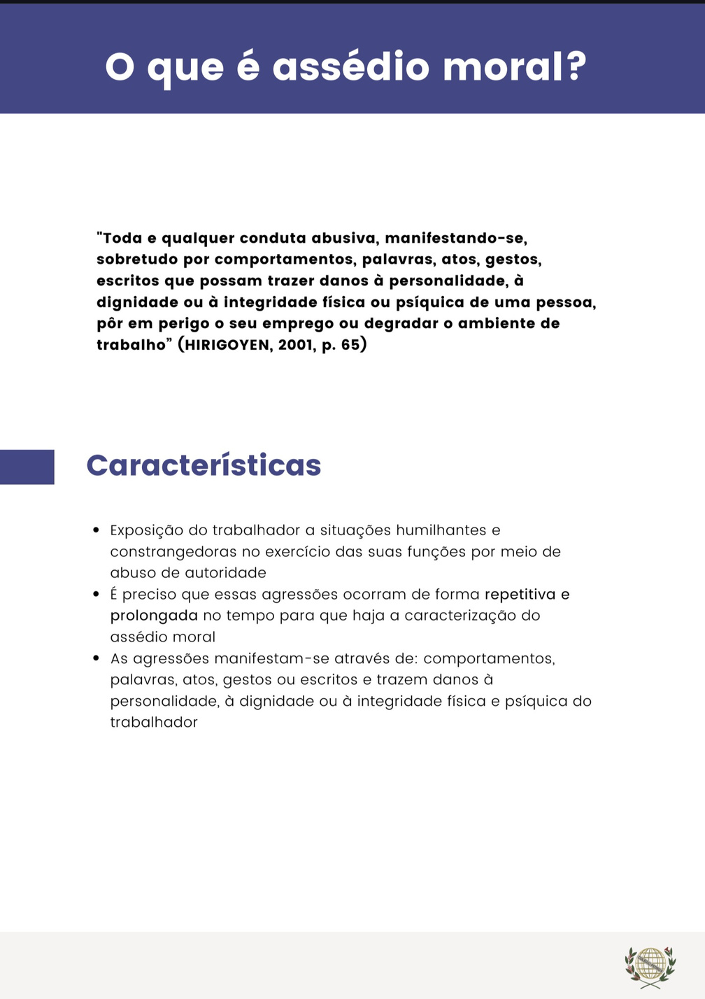 O que é assédio moral?
"Toda e qualquer conduta abusiva, manifestando-se,
sobretudo por comportamentos, palavras, atos, gestos,
escritos que possam trazer danos à personalidade, à
dignidade ou à integridade física ou psíquica de uma pessoa,
pôr em perigo o seu emprego ou degradar o ambiente de
trabalho” (HIRIGOYEN, 2001, p. 65)
Características
• Exposição do trabalhador a situações humilhantes e
constrangedoras no exercício das suas funções por meio de
abuso de autoridade
• É preciso que essas agressões ocorram de forma repetitiva e
prolongada no tempo para que haja a caracterização do
assédio moral
• As agressões manifestam-se através de: comportamentos,
palavras, atos, gestos ou escritos e trazem danos à
personalidade, à dignidade ou à integridade física e psíquica do
trabalhador